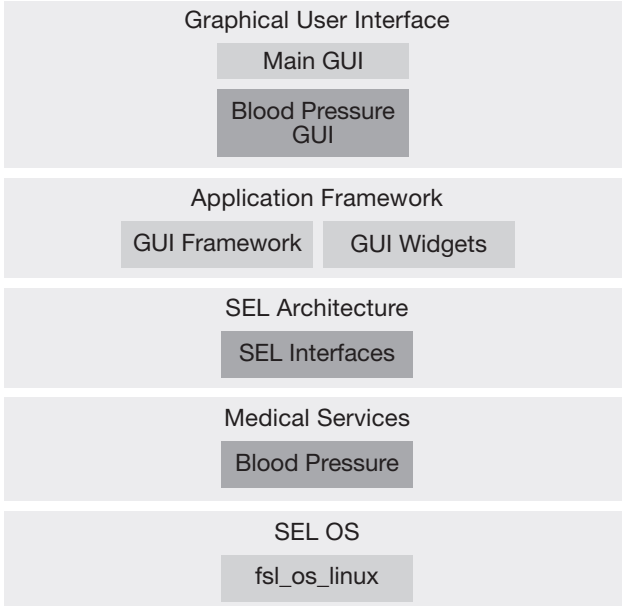 Graphical User Interface
Main GUI
Blood Pressure
GUI
Application Framework
GUI Framework
GUI Widgets
SEL Architecture
SEL Interfaces
Medical Services
Blood Pressure
SEL OS
fsl_os_linux